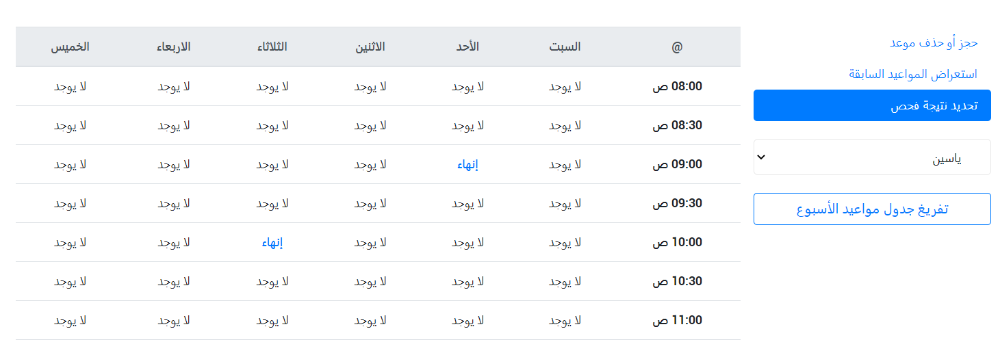 حجز أو حذف موعد
استعراض المواعيد السابقة
تحديد نتيجة فحص
ياسين
تفريغ جدول مواعيد الأسبوع
@ السبت الأحد الاثنين الثلاثاء الاربعاء الخميس
08:00 ص لا يوجد لا يوجد لا يوجد لا يوجد لا يوجد لا يوجد
08:30 ص لا يوجد لا يوجد لا يوجد لا يوجد لا يوجد لا يوجد
09:00 ص لا يوجد إنهاء لا يوجد لا يوجد لا يوجد لا يوجد
09:30 ص لا يوجد لا يوجد لا يوجد لا يوجد لا يوجد لا يوجد
10:00 ص لا يوجد لا يوجد لا يوجد إنهاء لا يوجد لا يوجد
10:30 ص لا يوجد لا يوجد لا يوجد لا يوجد لا يوجد لا يوجد
11:00 ص لا يوجد لا يوجد لا يوجد لا يوجد لا يوجد لا يوجد